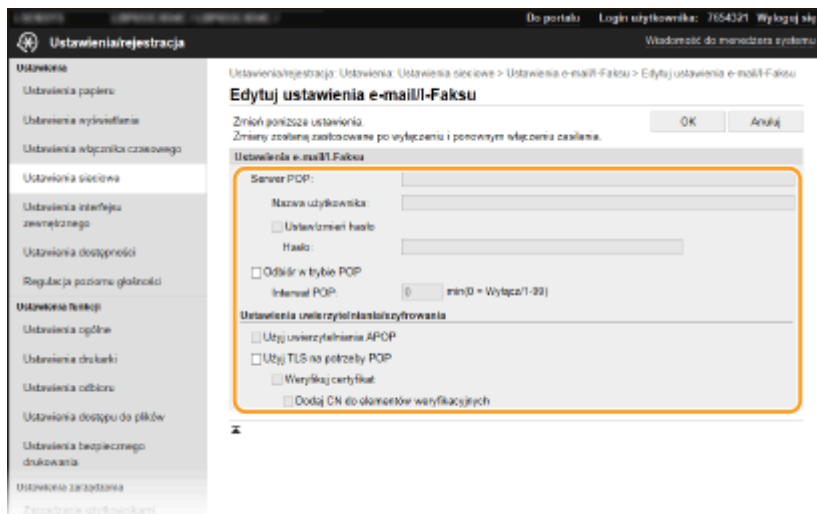 Do portalu Login użytkownika: 7654321 Wyloguj się
Ustawienia/rejestracja
Wiadomość do menedżera systemu
Ustawienia
Ustawienia papieru
Ustawienia wyświetlania
Ustawienia włącznika czasowego
Ustawienia sieciowe
Ustawienia interfejsu
zewnętrznego
Ustawienia dostępności
Regulacja poziomu głośności
Ustawienia funkcji
Ustawienia ogólne
Ustawienia drukarki
Ustawienia odbioru
Ustawienia dostępu do plików
Ustawienia bezpiecznego
drukowania
Ustawienia zarządzania
Zarządzanie użytkownikami
Ustawienia/rejestracja: Ustawienia: Ustawienia sieciowe > Ustawienia e-mail/I-Faksu > Edytuj ustawienia e-mail/I-Faksu
Edytuj ustawienia e-mail/I-Faksu
Zmień poniższe ustawienia.
Zmiany zostaną zastosowane po wyłączeniu i ponownym włączeniu zasilania.
OK Anuluj
Ustawienia e-mail/I-Faksu
Serwer POP:
Nazwa użytkownika:
Ustaw/zmień hasło
Hasło:
Odbiór w trybie POP
Interwał POP: 0 min(0 = Wyłącz/1-99)
Ustawienia uwierzytelniania/szyfrowania
Użyj uwierzytelniania APOP
Użyj TLS na potrzeby POP
Weryfikuj certyfikat
Dodaj CN do elementów weryfikacyjnych